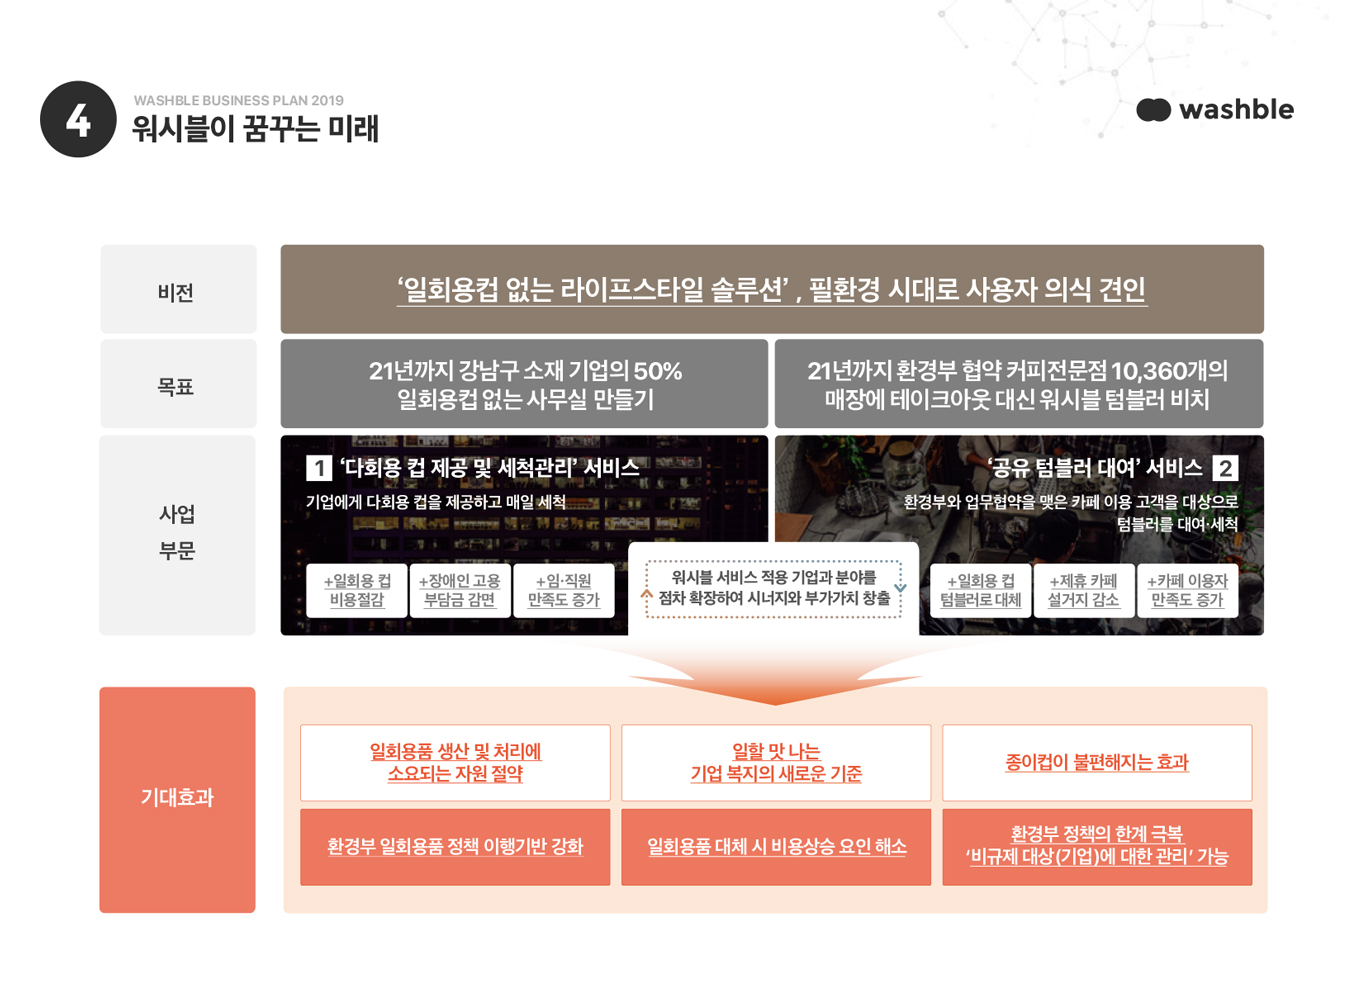 4
WASHBLE BUSINESS PLAN 2019
워시블이 꿈꾸는 미래
washble
비전
‘일회용컵 없는 라이프스타일 솔루션’ , 필환경 시대로 사용자 의식 견인
목표
21년까지 강남구 소재 기업의 50%
일회용컵 없는 사무실 만들기
21년까지 환경부 협약 커피전문점 10,360개의
매장에 테이크아웃 대신 워시블 텀블러 비치
사업
부문
1 ‘다회용 컵 제공 및 세척관리’ 서비스
기업에게 다회용 컵을 제공하고 매일 세척
+일회용 컵
비용절감
+장애인 고용
부담금 감면
+임·직원
만족도 증가
워시블 서비스 적용 기업과 분야를
점차 확장하여 시너지와 부가가치 창출
‘공유 텀블러 대여’ 서비스 2
환경부와 업무협약을 맺은 카페 이용 고객을 대상으로
텀블러를 대여·세척
+일회용 컵
텀블러로 대체
+제휴 카페
설거지 감소
+카페 이용자
만족도 증가
기대효과
일회용품 생산 및 처리에
소요되는 자원 절약
일할 맛 나는
기업 복지의 새로운 기준
종이컵이 불편해지는 효과
환경부 일회용품 정책 이행기반 강화
일회용품 대체 시 비용상승 요인 해소
환경부 정책의 한계 극복
‘비규제 대상(기업)에 대한 관리’ 가능